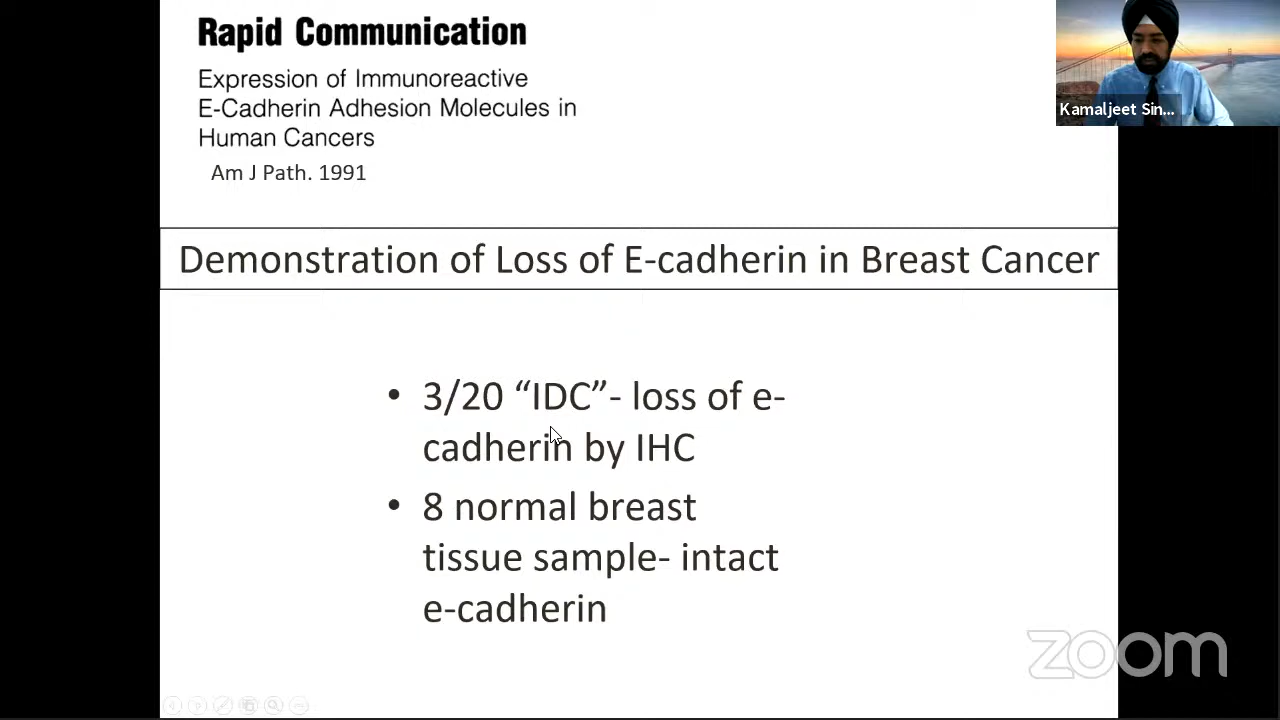 Rapid Communication
Expression of Immunoreactive
E-Cadherin Adhesion Molecules in
Human Cancers
Am J Path. 1991
Kamaljeet Sin...
Demonstration of Loss of E-cadherin in Breast Cancer
• 3/20 “IDC”- loss of e-
cadherin by IHC
• 8 normal breast
tissue sample- intact
e-cadherin
zoom